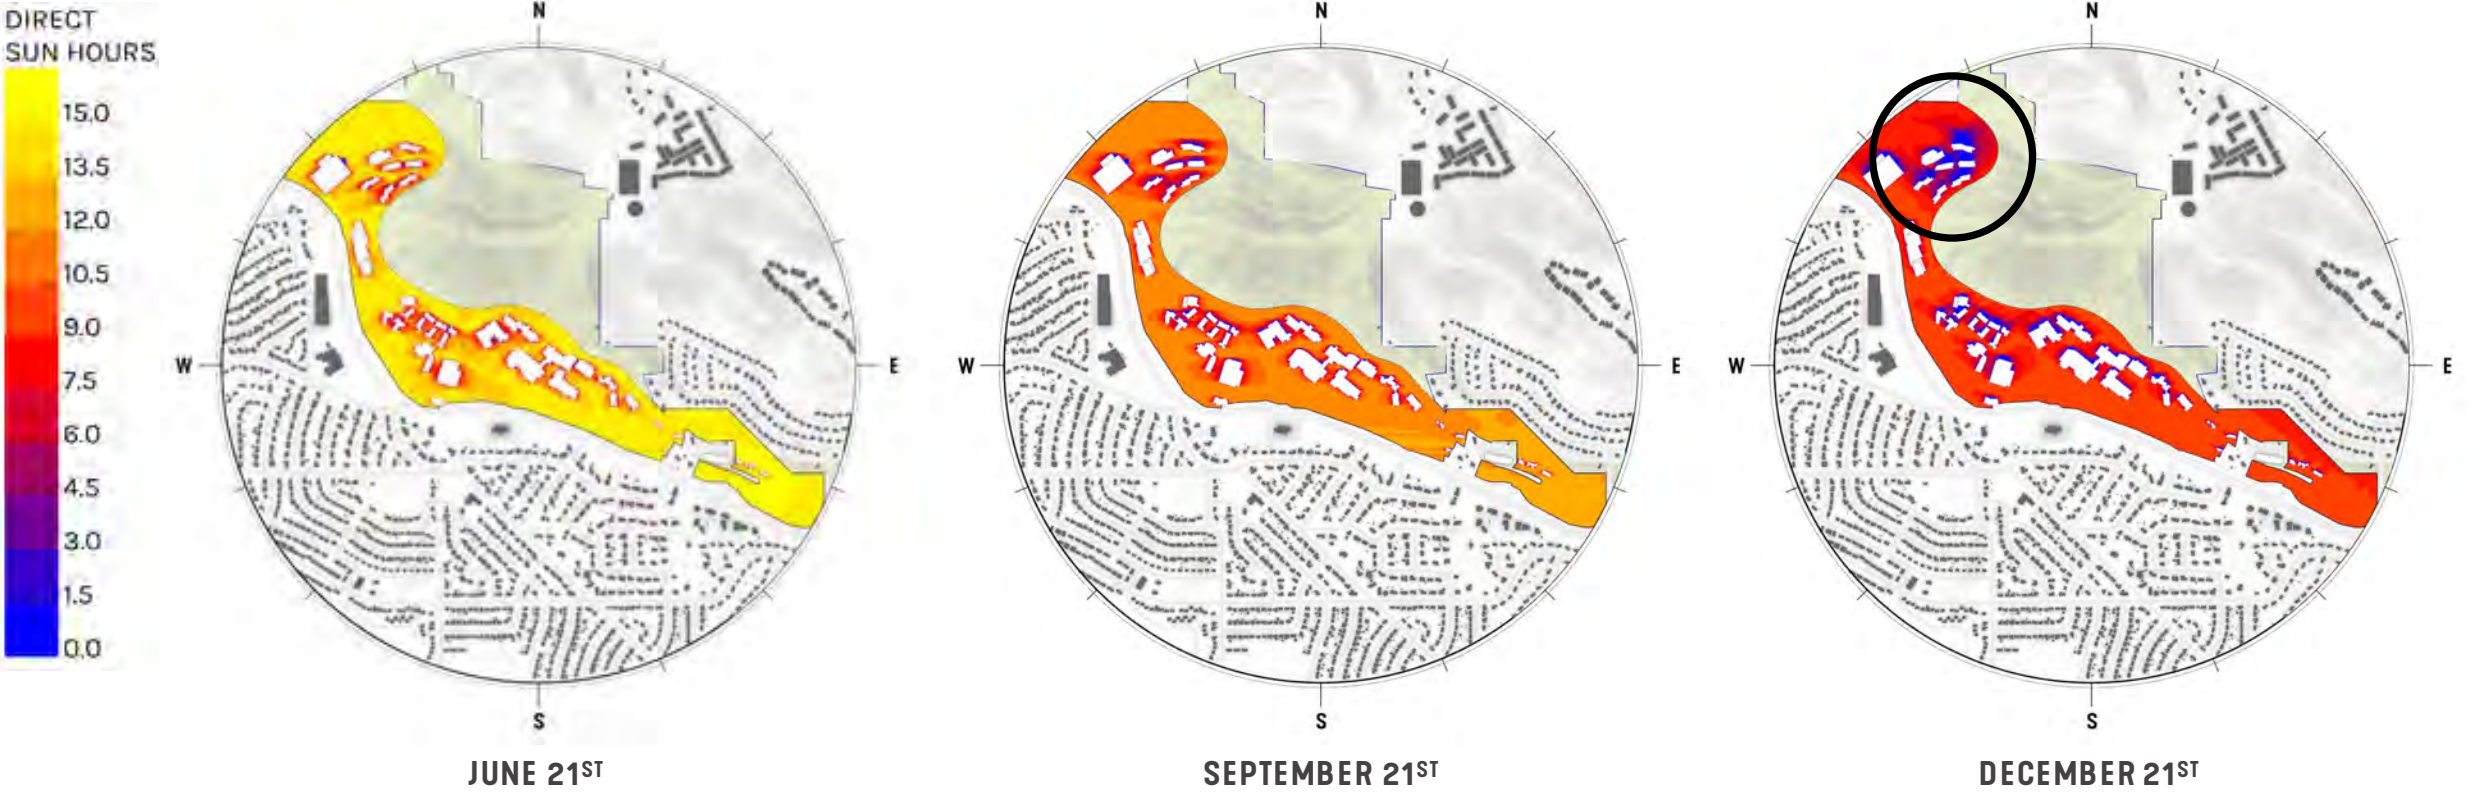 DIRECT
SUN HOURS
15.0
13.5
12.0
10.5
9.0
7.5
6.0
4.5
3.0
1.5
0.0
N
W
E
S
JUNE 21ST
N
W
E
S
SEPTEMBER 21ST
N
W
E
S
DECEMBER 21ST